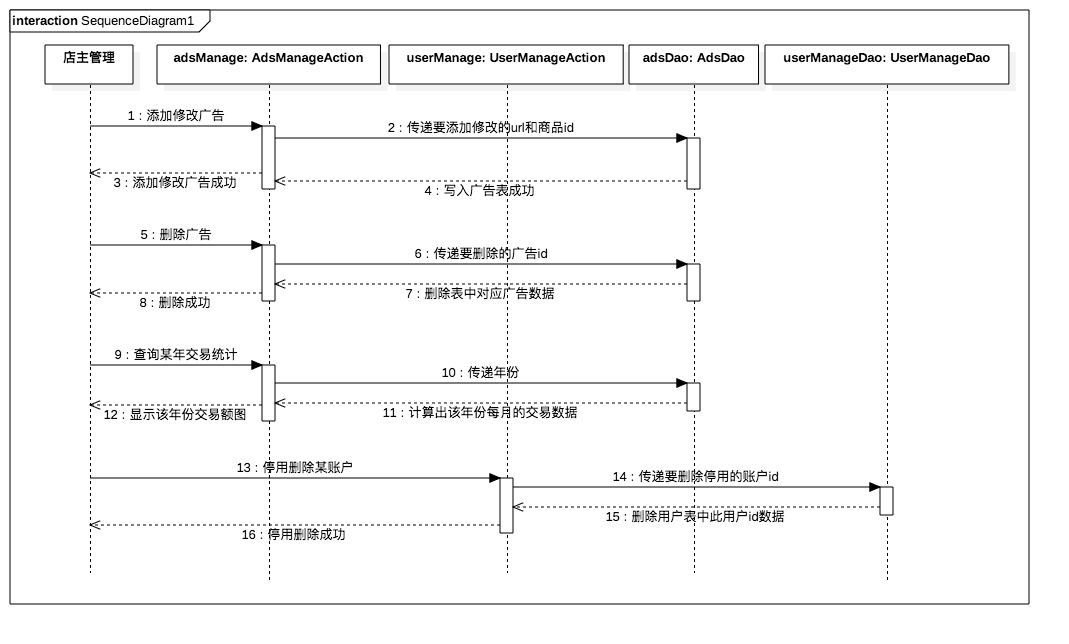 interaction SequenceDiagram1
店主管理
adsManage: AdsManageAction
userManage: UserManageAction
adsDao: AdsDao
userManageDao: UserManageDao
1 : 添加修改广告
2 : 传递要添加修改的url和商品id
3 : 添加修改广告成功
4 : 写入广告表成功
5 : 删除广告
6 : 传递要删除的广告id
7 : 删除表中对应广告数据
8 : 删除成功
9 : 查询某年交易统计
10 : 传递年份
11 : 计算出该年份每月的交易数据
12 : 显示该年份交易额图
13 : 停用删除某账户
14 : 传递要删除停用的账户id
15 : 删除用户表中此用户id数据
16 : 停用删除成功